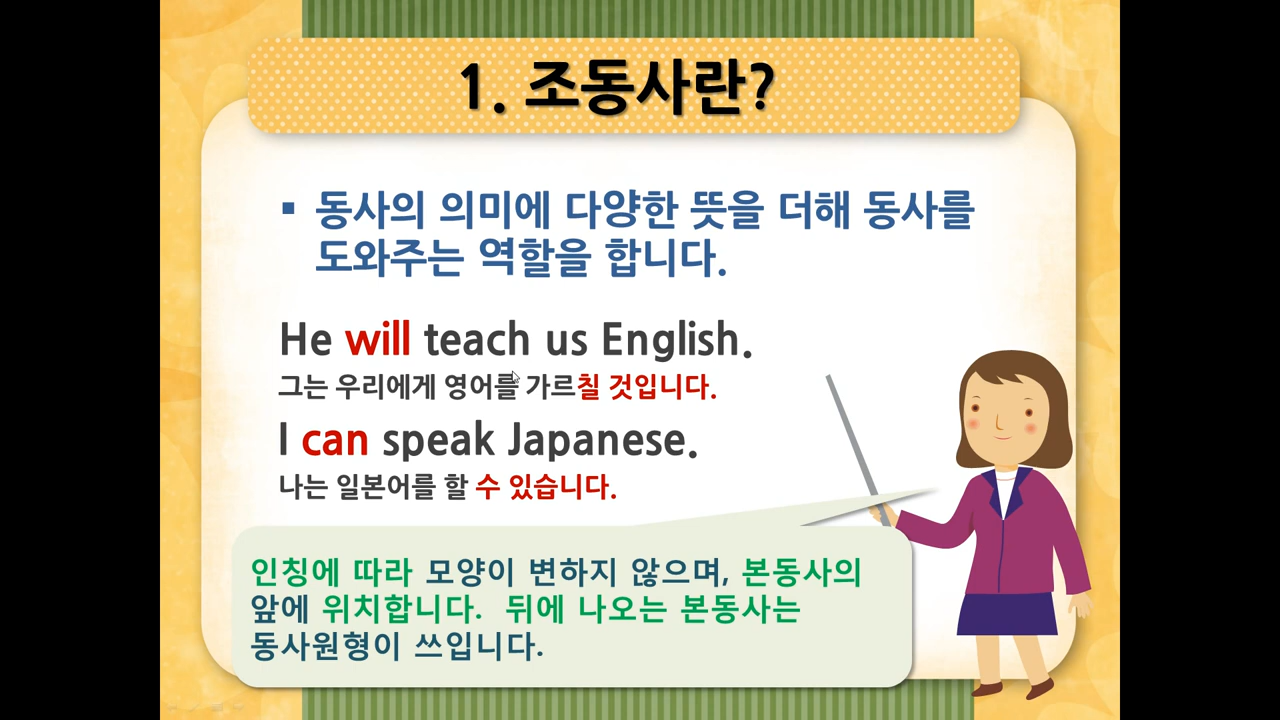 1. 조동사란?
▪ 동사의 의미에 다양한 뜻을 더해 동사를
도와주는 역할을 합니다.
He will teach us English.
그는 우리에게 영어를 가르칠 것입니다.
I can speak Japanese.
나는 일본어를 할 수 있습니다.
인칭에 따라 모양이 변하지 않으며, 본동사의
앞에 위치합니다. 뒤에 나오는 본동사는
동사원형이 쓰입니다.